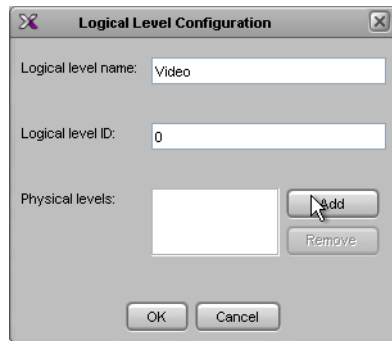 Logical Level Configuration
Logical level name: Video
Logical level ID: 0
Physical levels:
Add
Remove
OK Cancel